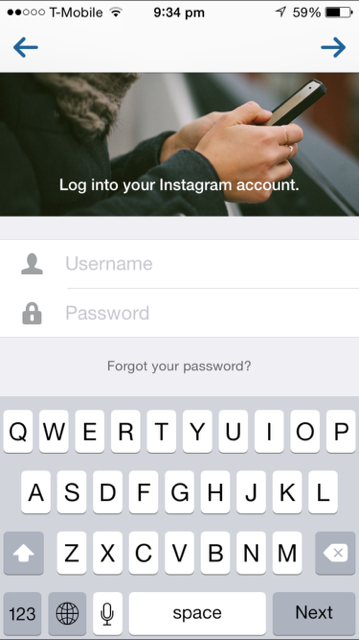 T-Mobile 9:34 pm 59%
Log into your Instagram account.
Username
Password
Forgot your password?
Q W E R T Y U I O P
A S D F G H J K L
Z X C V B N M
123 space Next